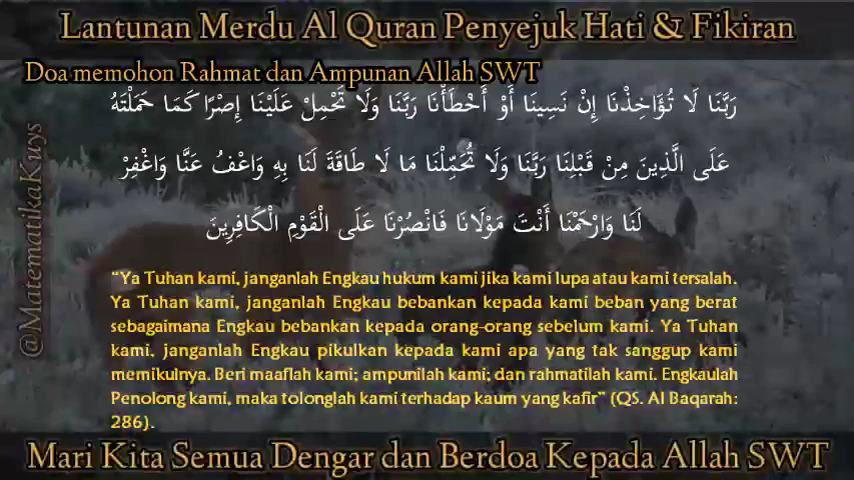 Lantunan Merdu Al Quran Penyejuk Hati & Fikiran
Doa memohon Rahmat dan Ampunan Allah SWT
رَبَّنَا لَا تُؤَاخِذْنَا إِنْ نَسِينَا أَوْ أَخْطَأْنَا رَبَّنَا وَلَا تَحْمِلْ عَلَيْنَا إِصْرًا كَمَا حَمَلْتَهُ
عَلَى الَّذِينَ مِنْ قَبْلِنَا رَبَّنَا وَلَا تُحَمِّلْنَا مَا لَا طَاقَةَ لَنَا بِهِ وَاعْفُ عَنَّا وَاغْفِرْ
لَنَا وَارْحَمْنَا أَنْتَ مَوْلَانَا فَانْصُرْنَا عَلَى الْقَوْمِ الْكَافِرِينَ
@MatematikaKuys
“Ya Tuhan kami, janganlah Engkau hukum kami jika kami lupa atau kami tersalah.
Ya Tuhan kami, janganlah Engkau bebankan kepada kami beban yang berat
sebagaimana Engkau bebankan kepada orang-orang sebelum kami. Ya Tuhan
kami, janganlah Engkau pikulkan kepada kami apa yang tak sanggup kami
memikulnya. Beri maaflah kami; ampunilah kami; dan rahmatilah kami. Engkaulah
Penolong kami, maka tolonglah kami terhadap kaum yang kafir” (QS. Al Baqarah:
286).
Mari Kita Semua Dengar dan Berdoa Kepada Allah SWT